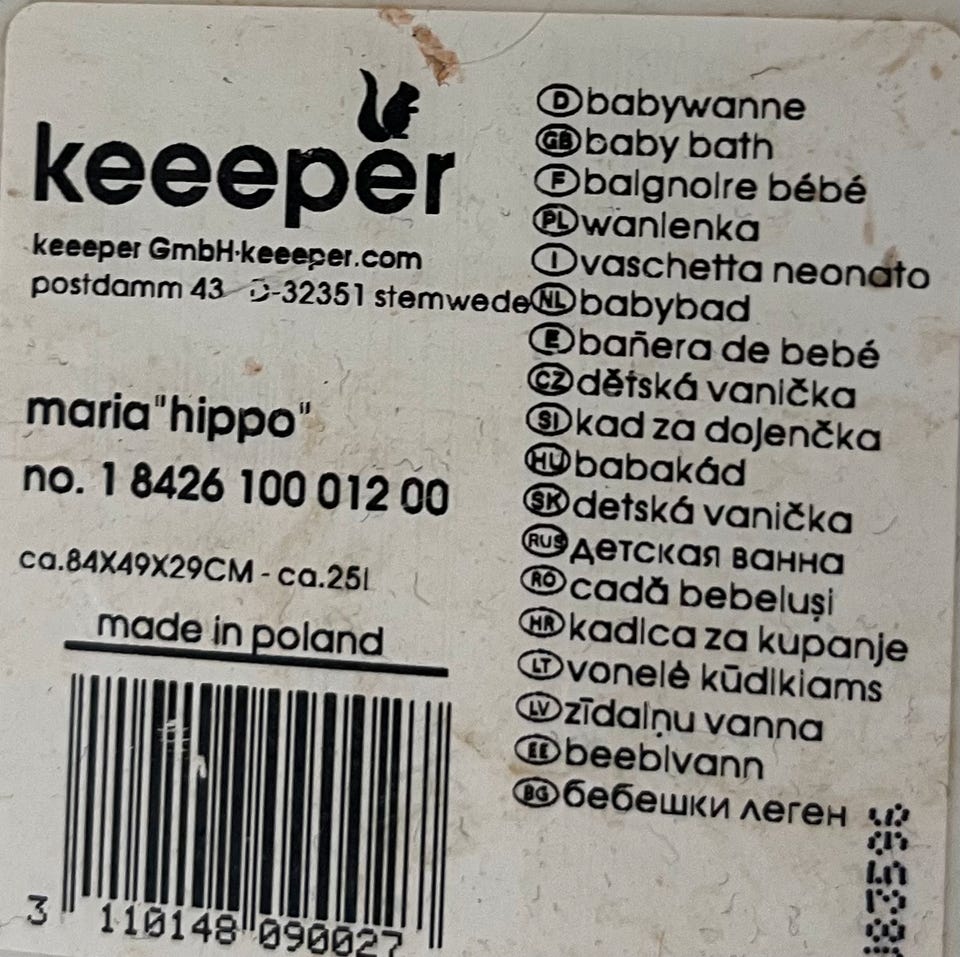 keeeper
keeeper GmbH·keeeper.com
postdamm 43 D-32351 stemwede
maria "hippo"
no. 1 8426 100 012 00
ca.84X49X29CM - ca.25l
made in poland
3 110148 090027
D babywanne
GB baby bath
F baignoire bébé
PL wanienka
I vaschetta neonato
NL babybad
E bañera de bebé
CZ dětská vanička
SI kad za dojenčka
HU babakád
SK detská vanička
RUS детская ванна
RO cadă bebeluși
HR kadica za kupanje
LT vonelė kūdikiams
LV zīdaiņu vanna
EE beebivann
BG бебешки леген